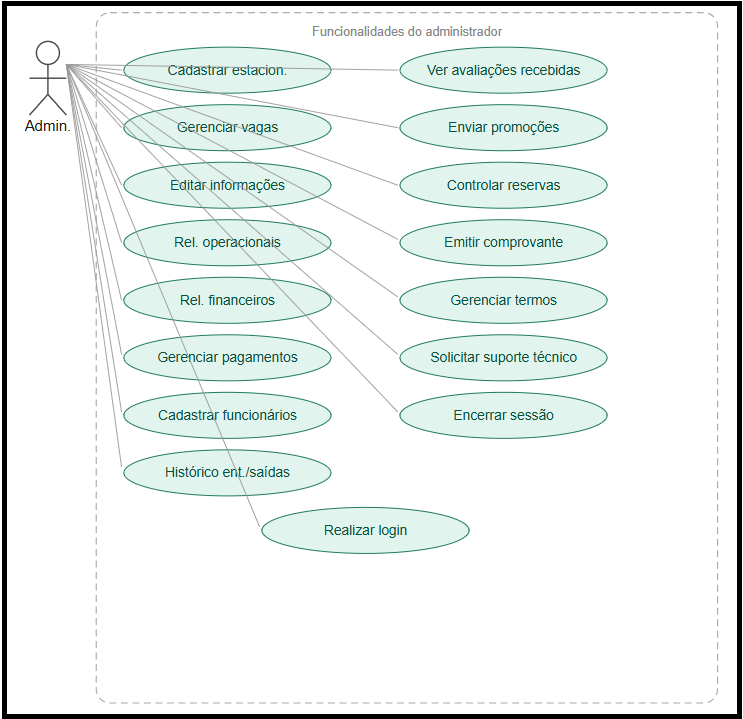 Funcionalidades do administrador
Admin.
Cadastrar estacion.
Ver avaliações recebidas
Gerenciar vagas
Enviar promoções
Editar informações
Controlar reservas
Rel. operacionais
Emitir comprovante
Rel. financeiros
Gerenciar termos
Gerenciar pagamentos
Solicitar suporte técnico
Cadastrar funcionários
Encerrar sessão
Histórico ent./saídas
Realizar login